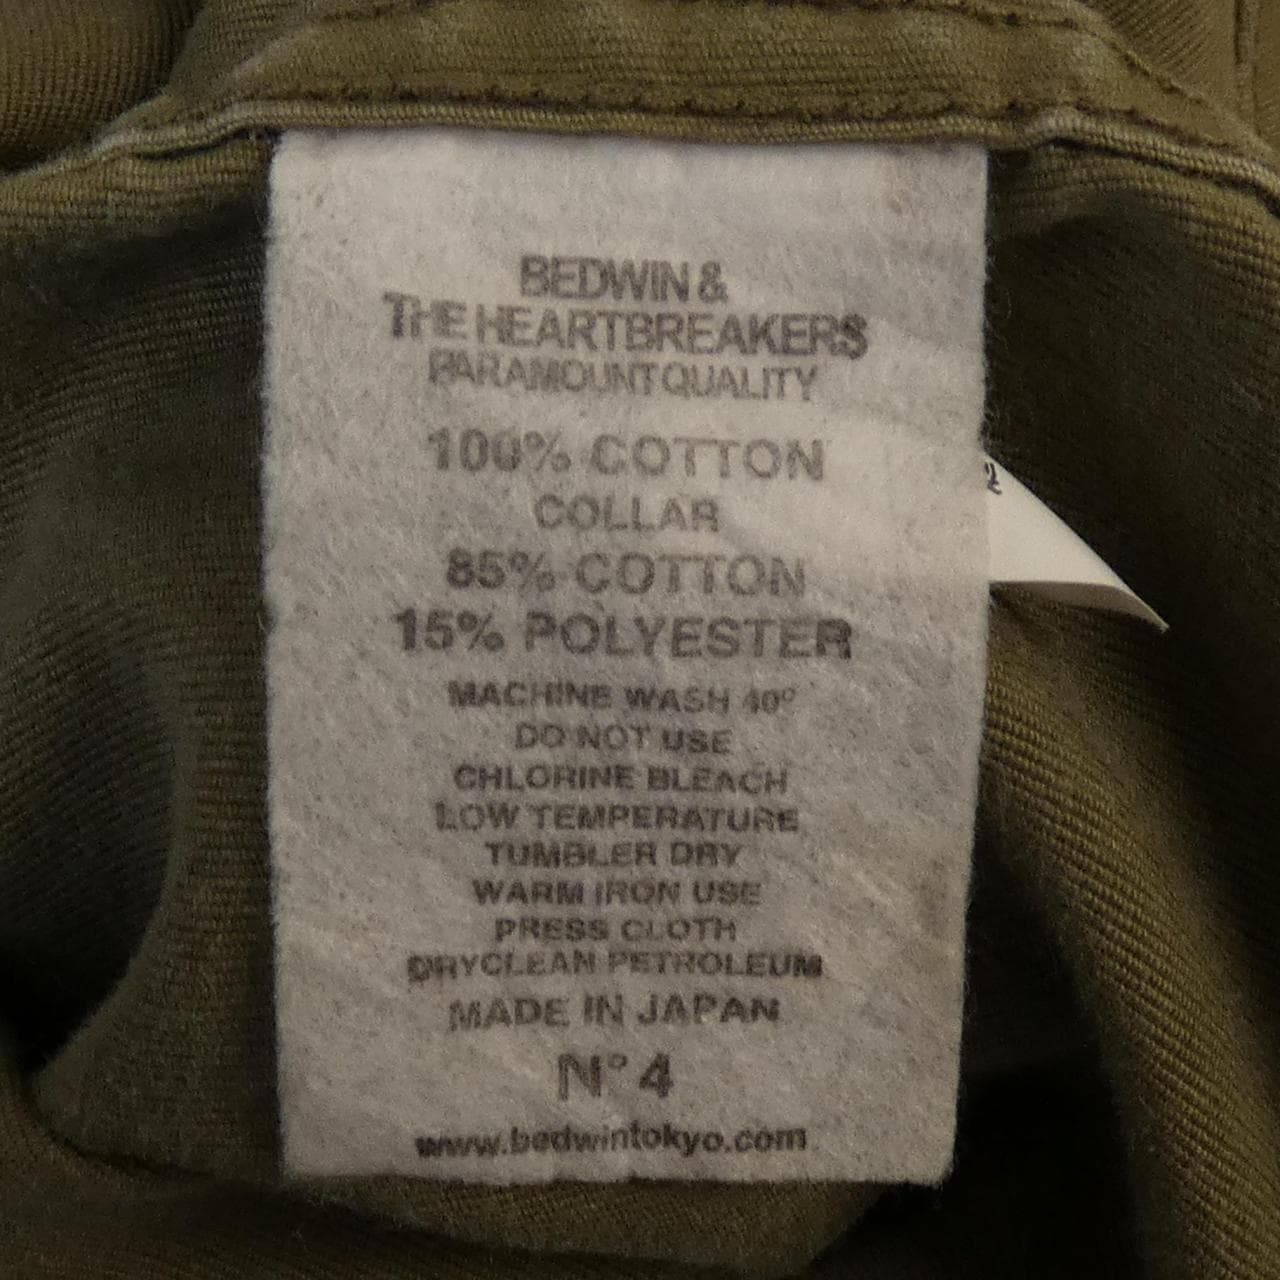 BEDWIN &
THE HEARTBREAKERS
PARAMOUNT QUALITY
100% COTTON
COLLAR
85% COTTON
15% POLYESTER
MACHINE WASH 40°
DO NOT USE
CHLORINE BLEACH
LOW TEMPERATURE
TUMBLER DRY
WARM IRON USE
PRESS CLOTH
DRYCLEAN PETROLEUM
MADE IN JAPAN
N° 4
www.bedwintokyo.com